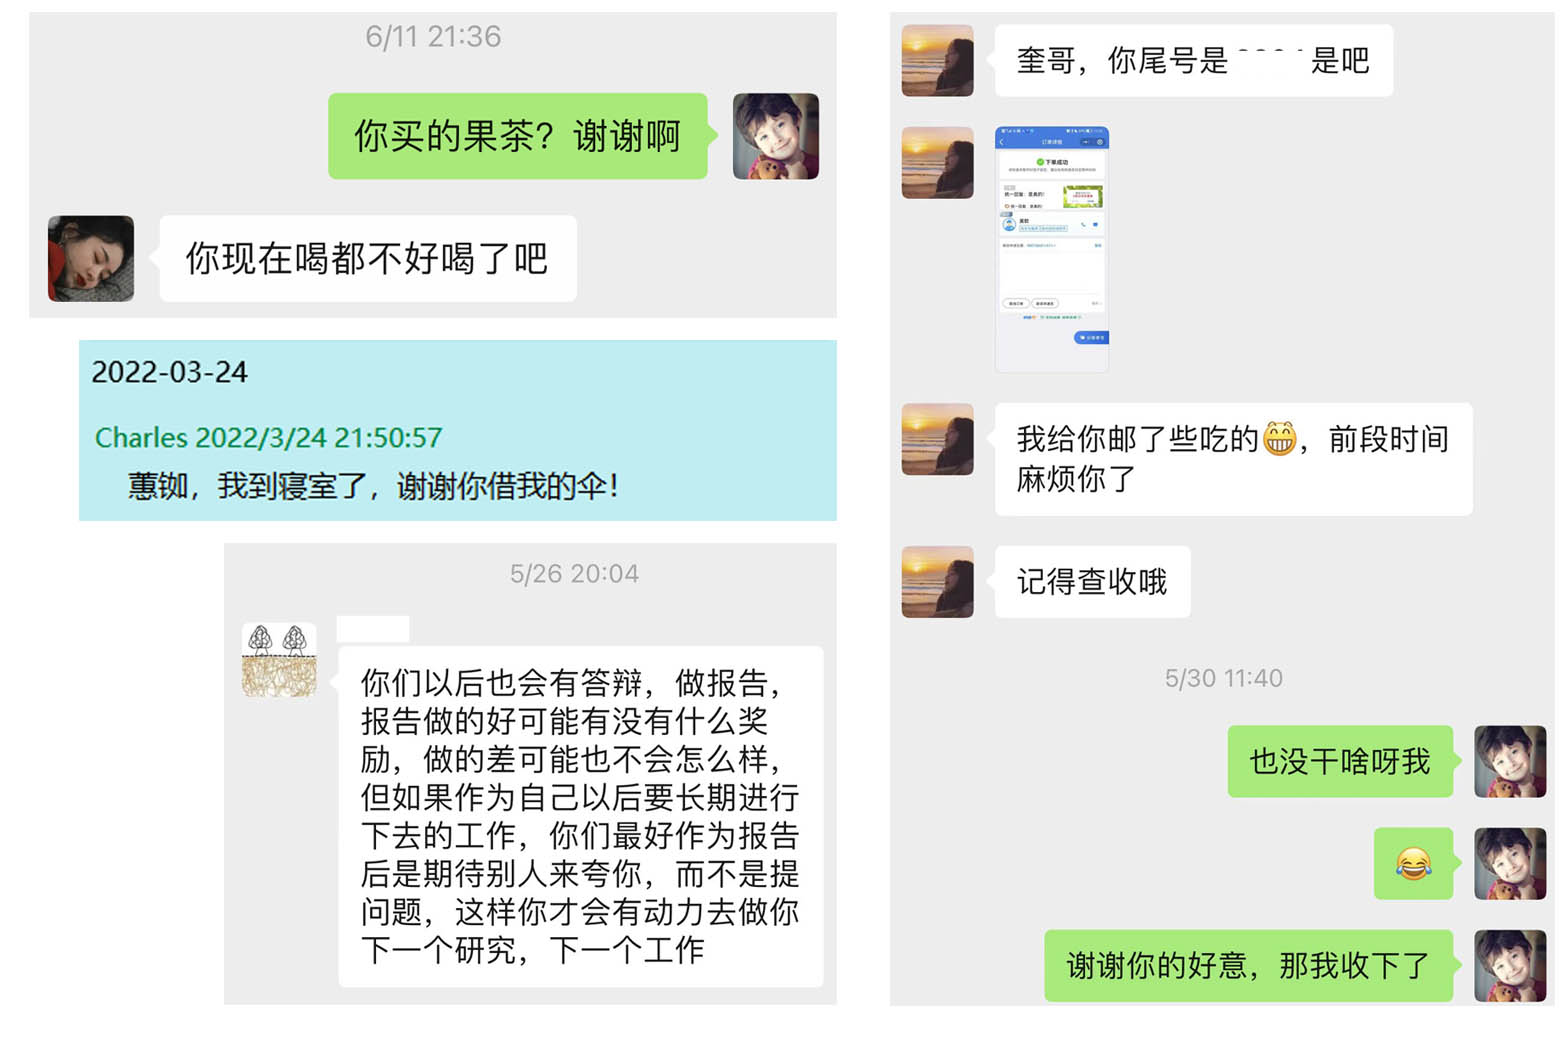 6/11 21:36
你买的果茶？谢谢啊
你现在喝都不好喝了吧
2022-03-24
Charles 2022/3/24 21:50:57
蕙铷，我到寝室了，谢谢你借我的伞！
5/26 20:04
你们以后也会有答辩，做报告，
报告做的好可能有没有什么奖
励，做的差可能也不会怎么样，
但如果作为自己以后要长期进行
下去的工作，你们最好作为报告
后是期待别人来夸你，而不是提
问题，这样你才会有动力去做你
下一个研究，下一个工作
奎哥，你尾号是 是吧
订单详情
下单成功
我给你邮了些吃的😁，前段时间
麻烦你了
记得查收哦
5/30 11:40
也没干啥呀我
😂
谢谢你的好意，那我收下了